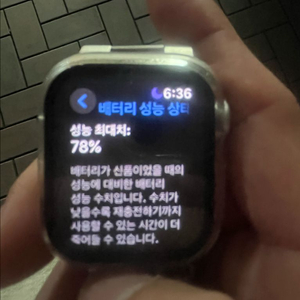 6:36
배터리 성능 상태
성능 최대치:
78%
배터리가 신품이었을 때의
성능에 대비한 배터리
성능 수치입니다. 수치가
낮을수록 재충전하기까지
사용할 수 있는 시간이 더
줄어들 수 있습니다.